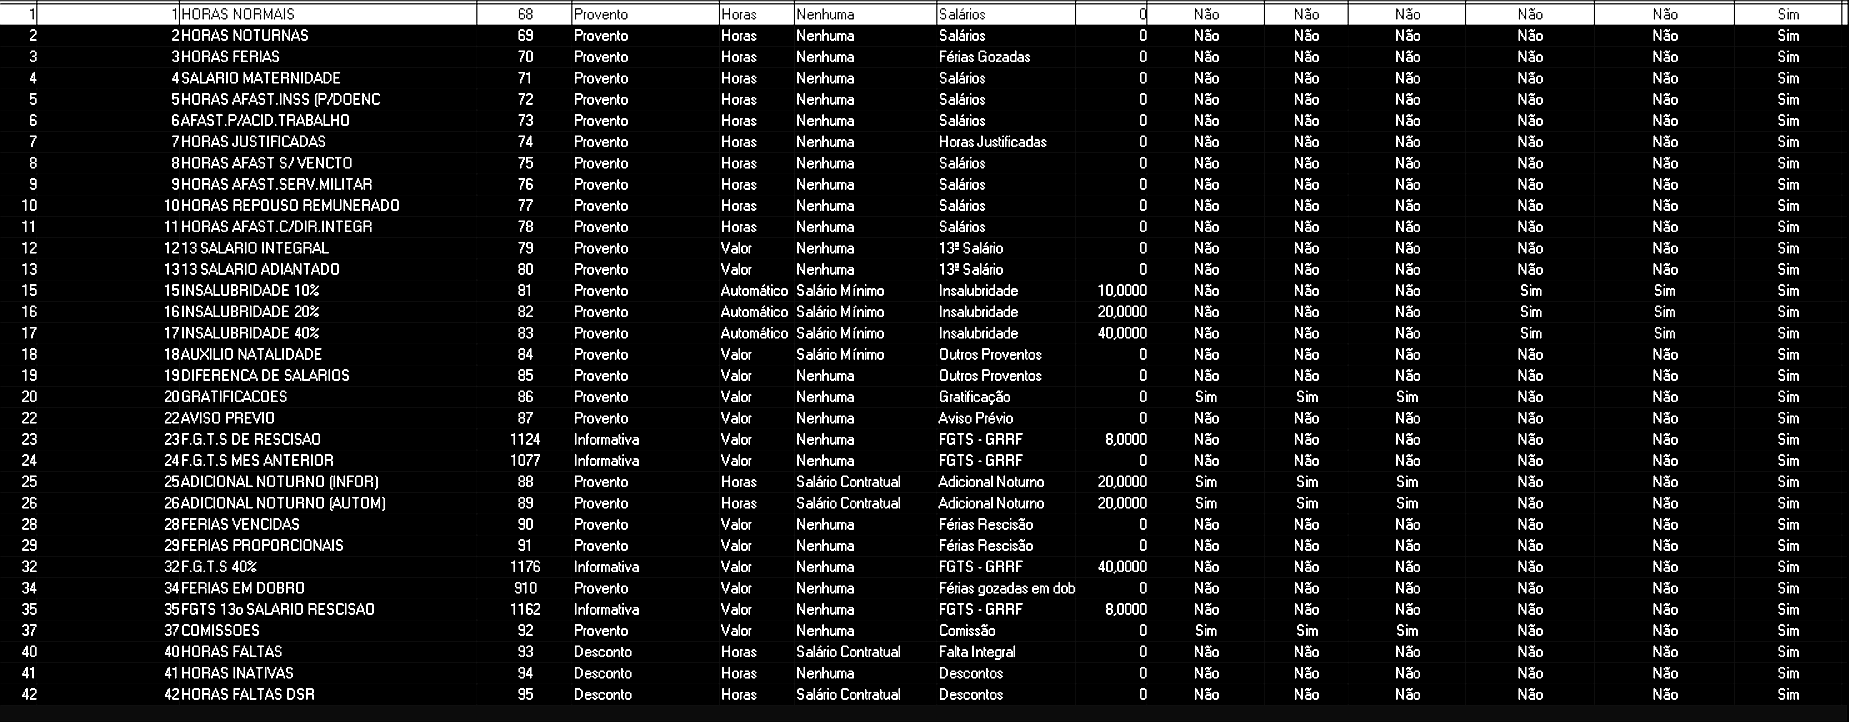 1 1 HORAS NORMAIS 68 Provento Horas Nenhuma Salários 0 Não Não Não Não Não Sim
2 2 HORAS NOTURNAS 69 Provento Horas Nenhuma Salários 0 Não Não Não Não Não Sim
3 3 HORAS FERIAS 70 Provento Horas Nenhuma Férias Gozadas 0 Não Não Não Não Não Sim
4 4 SALARIO MATERNIDADE 71 Provento Horas Nenhuma Salários 0 Não Não Não Não Não Sim
5 5 HORAS AFAST.INSS (P/DOENC 72 Provento Horas Nenhuma Salários 0 Não Não Não Não Não Sim
6 6 AFAST.P/ACID.TRABALHO 73 Provento Horas Nenhuma Salários 0 Não Não Não Não Não Sim
7 7 HORAS JUSTIFICADAS 74 Provento Horas Nenhuma Horas Justificadas 0 Não Não Não Não Não Sim
8 8 HORAS AFAST S/ VENCTO 75 Provento Horas Nenhuma Salários 0 Não Não Não Não Não Sim
9 9 HORAS AFAST.SERV.MILITAR 76 Provento Horas Nenhuma Salários 0 Não Não Não Não Não Sim
10 10 HORAS REPOUSO REMUNERADO 77 Provento Horas Nenhuma Salários 0 Não Não Não Não Não Sim
11 11 HORAS AFAST.C/DIR.INTEGR 78 Provento Horas Nenhuma Salários 0 Não Não Não Não Não Sim
12 12 13 SALARIO INTEGRAL 79 Provento Valor Nenhuma 13º Salário 0 Não Não Não Não Não Sim
13 13 13 SALARIO ADIANTADO 80 Provento Valor Nenhuma 13º Salário 0 Não Não Não Não Não Sim
15 15 INSALUBRIDADE 10% 81 Provento Automático Salário Mínimo Insalubridade 10,0000 Não Não Não Sim Sim Sim
16 16 INSALUBRIDADE 20% 82 Provento Automático Salário Mínimo Insalubridade 20,0000 Não Não Não Sim Sim Sim
17 17 INSALUBRIDADE 40% 83 Provento Automático Salário Mínimo Insalubridade 40,0000 Não Não Não Sim Sim Sim
18 18 AUXILIO NATALIDADE 84 Provento Valor Salário Mínimo Outros Proventos 0 Não Não Não Não Não Sim
19 19 DIFERENCA DE SALARIOS 85 Provento Valor Nenhuma Outros Proventos 0 Não Não Não Não Não Sim
20 20 GRATIFICACOES 86 Provento Valor Nenhuma Gratificação 0 Sim Sim Sim Não Não Sim
22 22 AVISO PREVIO 87 Provento Valor Nenhuma Aviso Prévio 0 Não Não Não Não Não Sim
23 23 F.G.T.S DE RESCISAO 1124 Informativa Valor Nenhuma FGTS - GRRF 8,0000 Não Não Não Não Não Sim
24 24 F.G.T.S MES ANTERIOR 1077 Informativa Valor Nenhuma FGTS - GRRF 0 Não Não Não Não Não Sim
25 25 ADICIONAL NOTURNO (INFOR) 88 Provento Horas Salário Contratual Adicional Noturno 20,0000 Sim Sim Sim Não Não Sim
26 26 ADICIONAL NOTURNO (AUTOM) 89 Provento Horas Salário Contratual Adicional Noturno 20,0000 Sim Sim Sim Não Não Sim
28 28 FERIAS VENCIDAS 90 Provento Valor Nenhuma Férias Rescisão 0 Não Não Não Não Não Sim
29 29 FERIAS PROPORCIONAIS 91 Provento Valor Nenhuma Férias Rescisão 0 Não Não Não Não Não Sim
32 32 F.G.T.S 40% 1176 Informativa Valor Nenhuma FGTS - GRRF 40,0000 Não Não Não Não Não Sim
34 34 FERIAS EM DOBRO 910 Provento Valor Nenhuma Férias gozadas em dob 0 Não Não Não Não Não Sim
35 35 FGTS 13o SALARIO RESCISAO 1162 Informativa Valor Nenhuma FGTS - GRRF 8,0000 Não Não Não Não Não Sim
37 37 COMISSOES 92 Provento Valor Nenhuma Comissão 0 Sim Sim Sim Não Não Sim
40 40 HORAS FALTAS 93 Desconto Horas Salário Contratual Falta Integral 0 Não Não Não Não Não Sim
41 41 HORAS INATIVAS 94 Desconto Horas Nenhuma Descontos 0 Não Não Não Não Não Sim
42 42 HORAS FALTAS DSR 95 Desconto Horas Salário Contratual Descontos 0 Não Não Não Não Não Sim